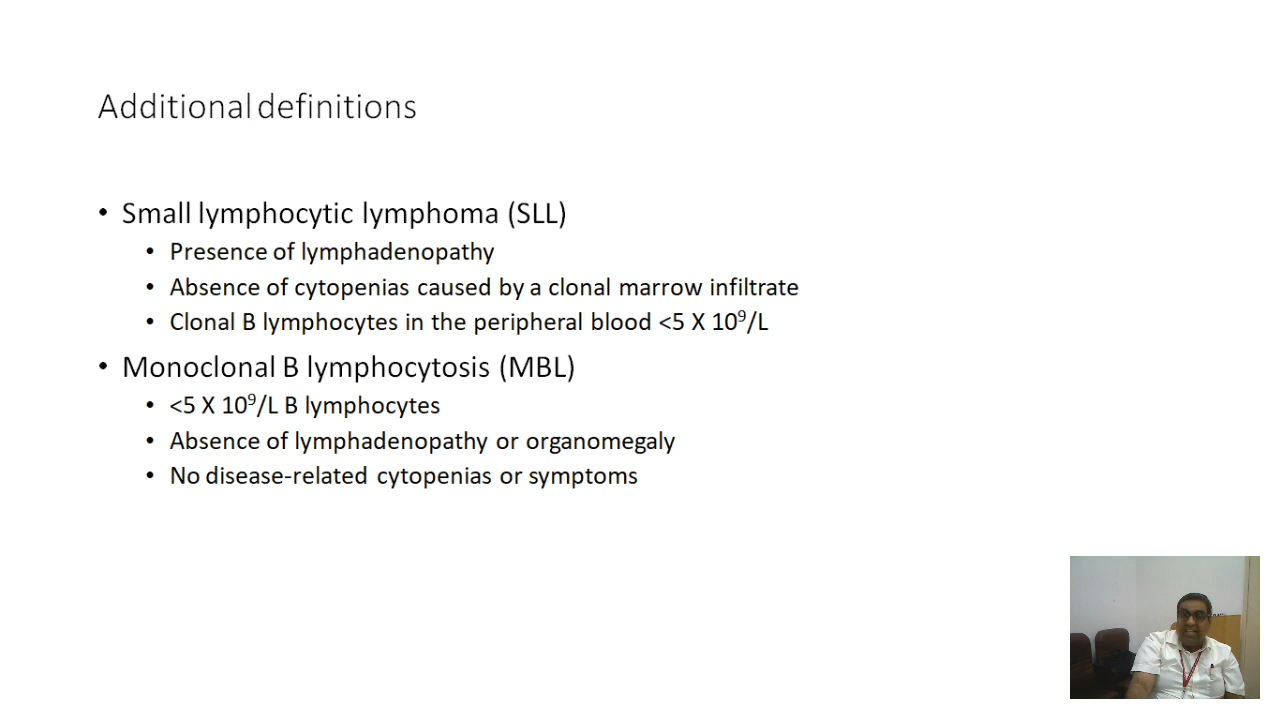 Additional definitions
• Small lymphocytic lymphoma (SLL)
• Presence of lymphadenopathy
• Absence of cytopenias caused by a clonal marrow infiltrate
• Clonal B lymphocytes in the peripheral blood <5 X 10⁹/L
• Monoclonal B lymphocytosis (MBL)
• <5 X 10⁹/L B lymphocytes
• Absence of lymphadenopathy or organomegaly
• No disease-related cytopenias or symptoms